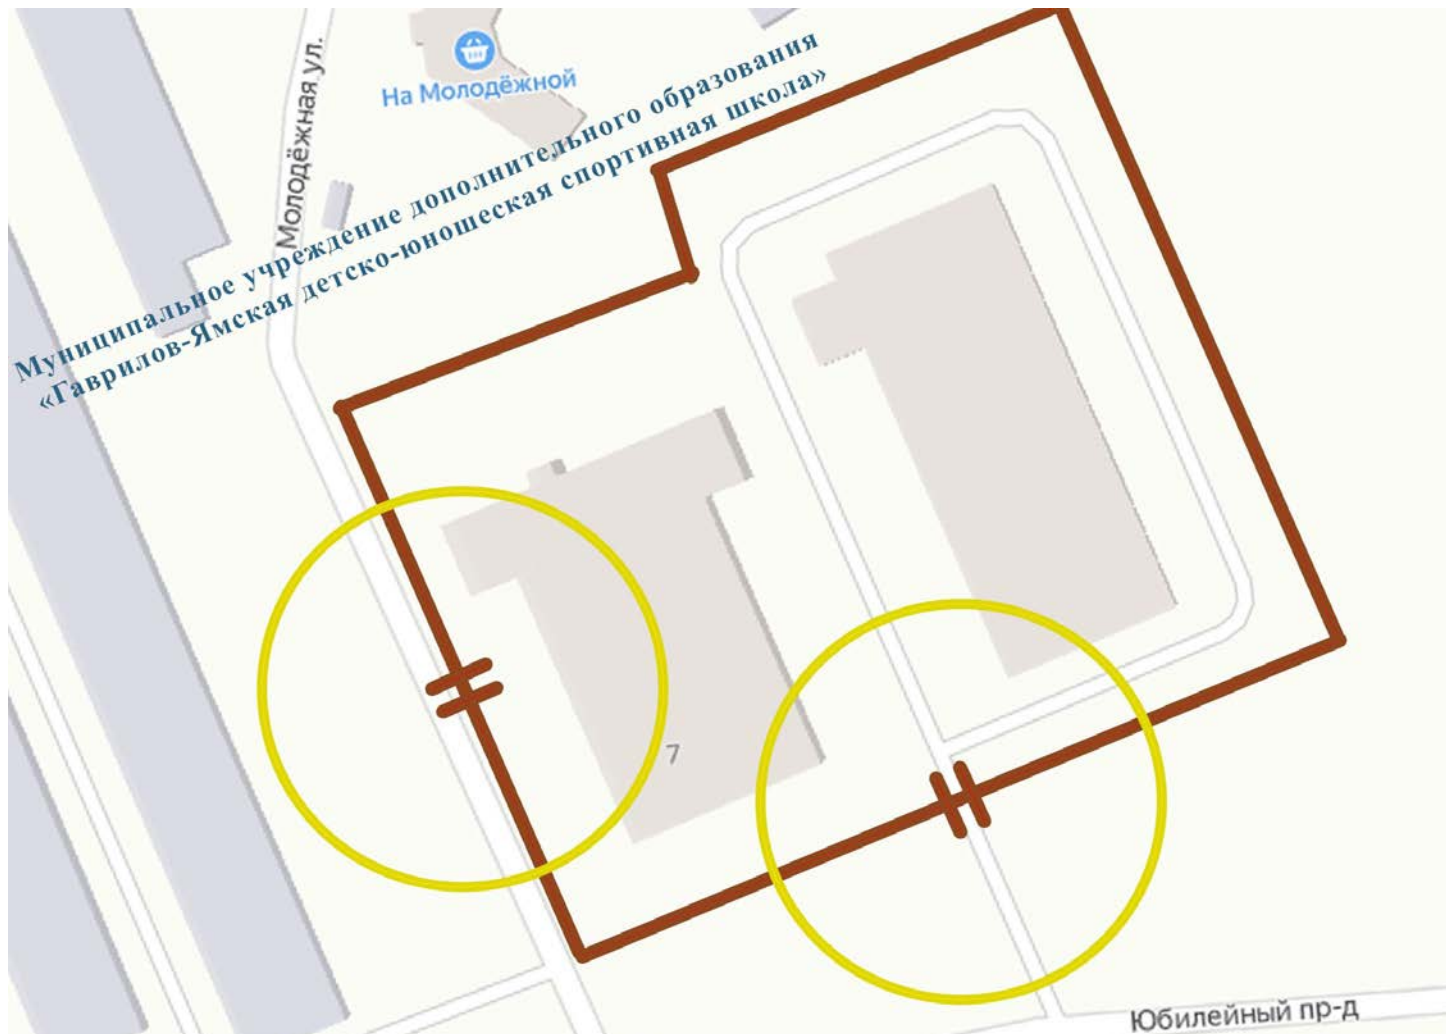 Молодёжная ул.
На Молодёжной
Муниципальное учреждение дополнительного образования
«Гаврилов-Ямская детско-юношеская спортивная школа»
7
Юбилейный пр-д